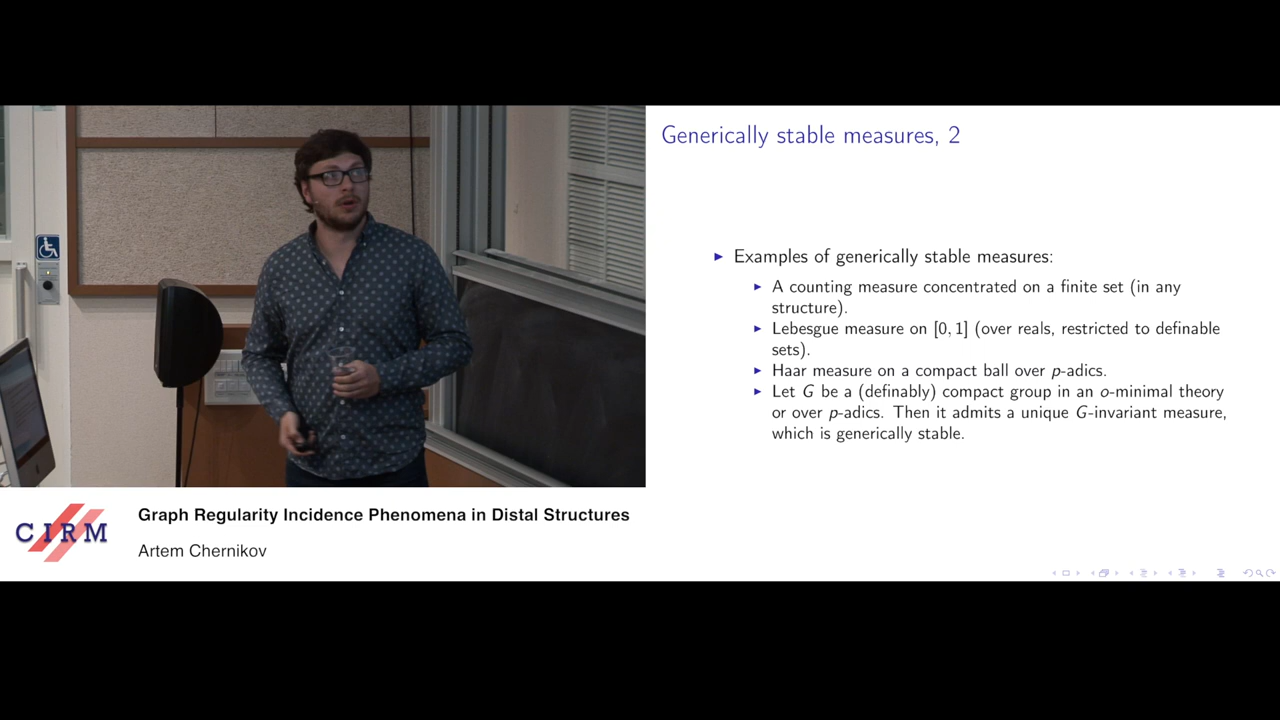 Generically stable measures, 2
Examples of generically stable measures:
A counting measure concentrated on a finite set (in any
structure).
Lebesgue measure on [0, 1] (over reals, restricted to definable
sets).
Haar measure on a compact ball over p-adics.
Let G be a (definably) compact group in an o-minimal theory
or over p-adics. Then it admits a unique G-invariant measure,
which is generically stable.
CIRM
Graph Regularity Incidence Phenomena in Distal Structures
Artem Chernikov